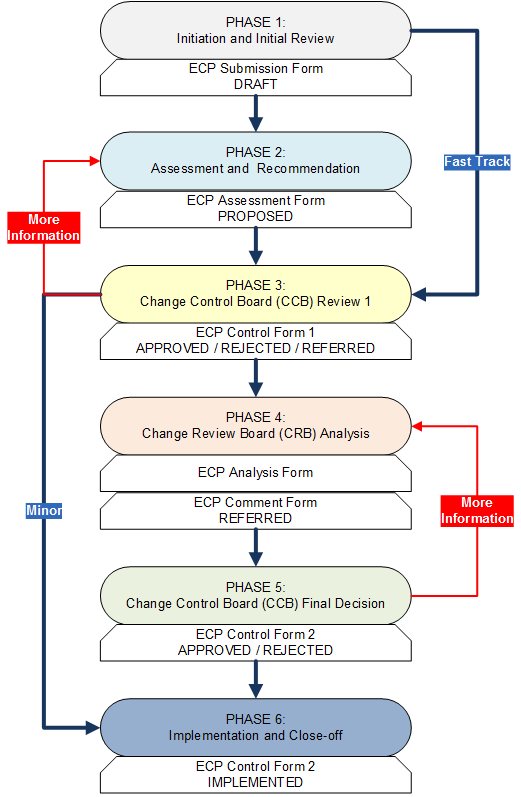 PHASE 1:
Initiation and Initial Review
ECP Submission Form
DRAFT
PHASE 2:
Assessment and  Recommendation
Fast Track
ECP Assessment Form
PROPOSED
More
Information
PHASE 3:
Change Control Board (CCB) Review 1
ECP Control Form 1
APPROVED / REJECTED / REFERRED
PHASE 4:
Change Review Board (CRB) Analysis
ECP Analysis Form
ECP Comment Form
REFERRED
Minor
More
Information
PHASE 5:
Change Control Board (CCB) Final Decision
ECP Control Form 2
APPROVED / REJECTED
PHASE 6:
Implementation and Close-off
ECP Control Form 2
IMPLEMENTED